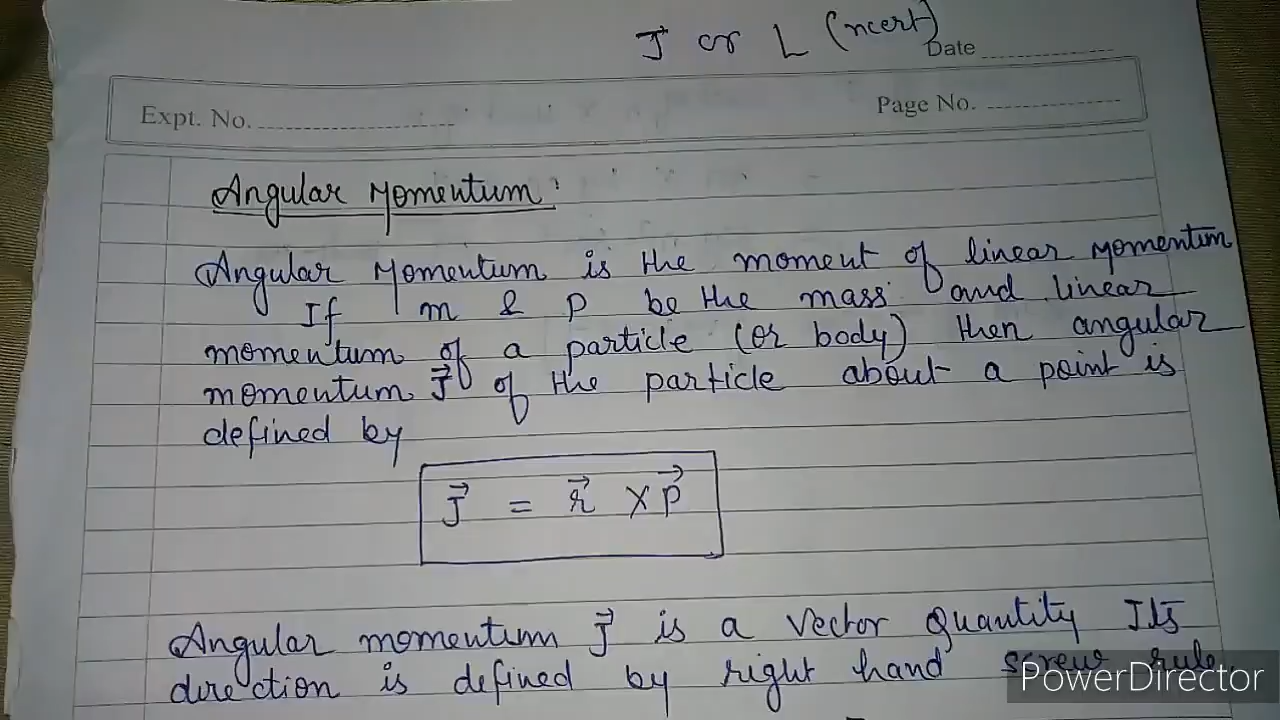 J or L (ncert)
Date
Expt. No.
Page No.
Angular Momentum :
Angular Momentum is the moment of linear momentum
If m & p be the mass and linear
momentum of a particle (or body) then angular
momentum J⃗ of the particle about a point is
defined by
J⃗ = r⃗ × p⃗
Angular momentum J⃗ is a vector quantity Its
direction is defined by right hand screw rule.
PowerDirector